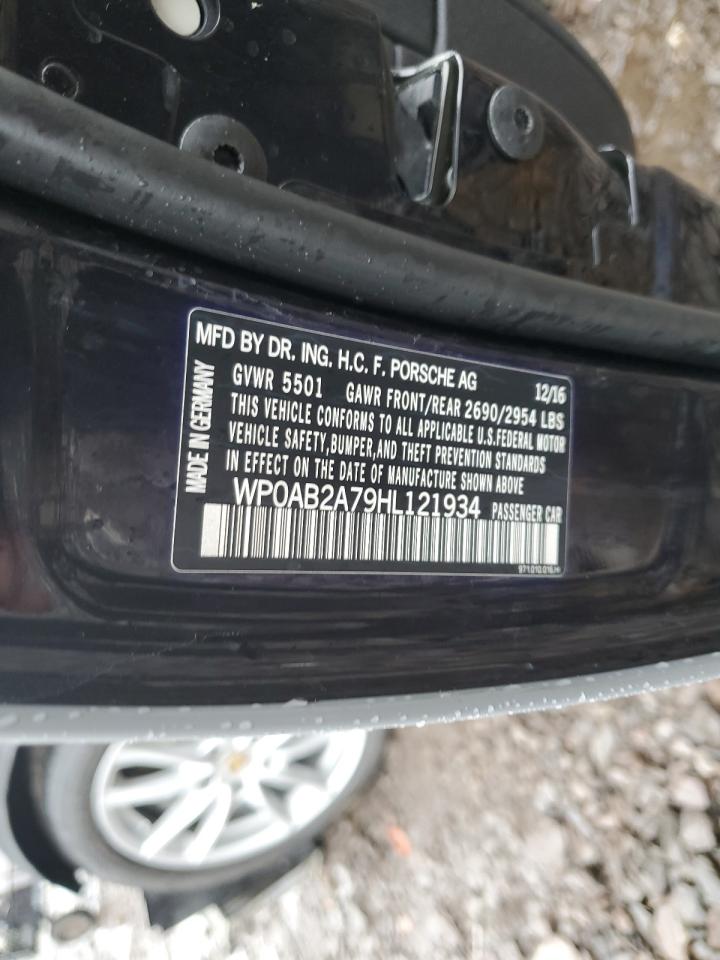 MFD BY DR. ING. H.C. F. PORSCHE AG 12/16
GVWR 5501 GAWR FRONT/REAR 2690/2954 LBS
THIS VEHICLE CONFORMS TO ALL APPLICABLE U.S.FEDERAL MOTOR
VEHICLE SAFETY,BUMPER,AND THEFT PREVENTION STANDARDS
IN EFFECT ON THE DATE OF MANUFACTURE SHOWN ABOVE
WP0AB2A79HL121934 PASSENGER CAR
MADE IN GERMANY